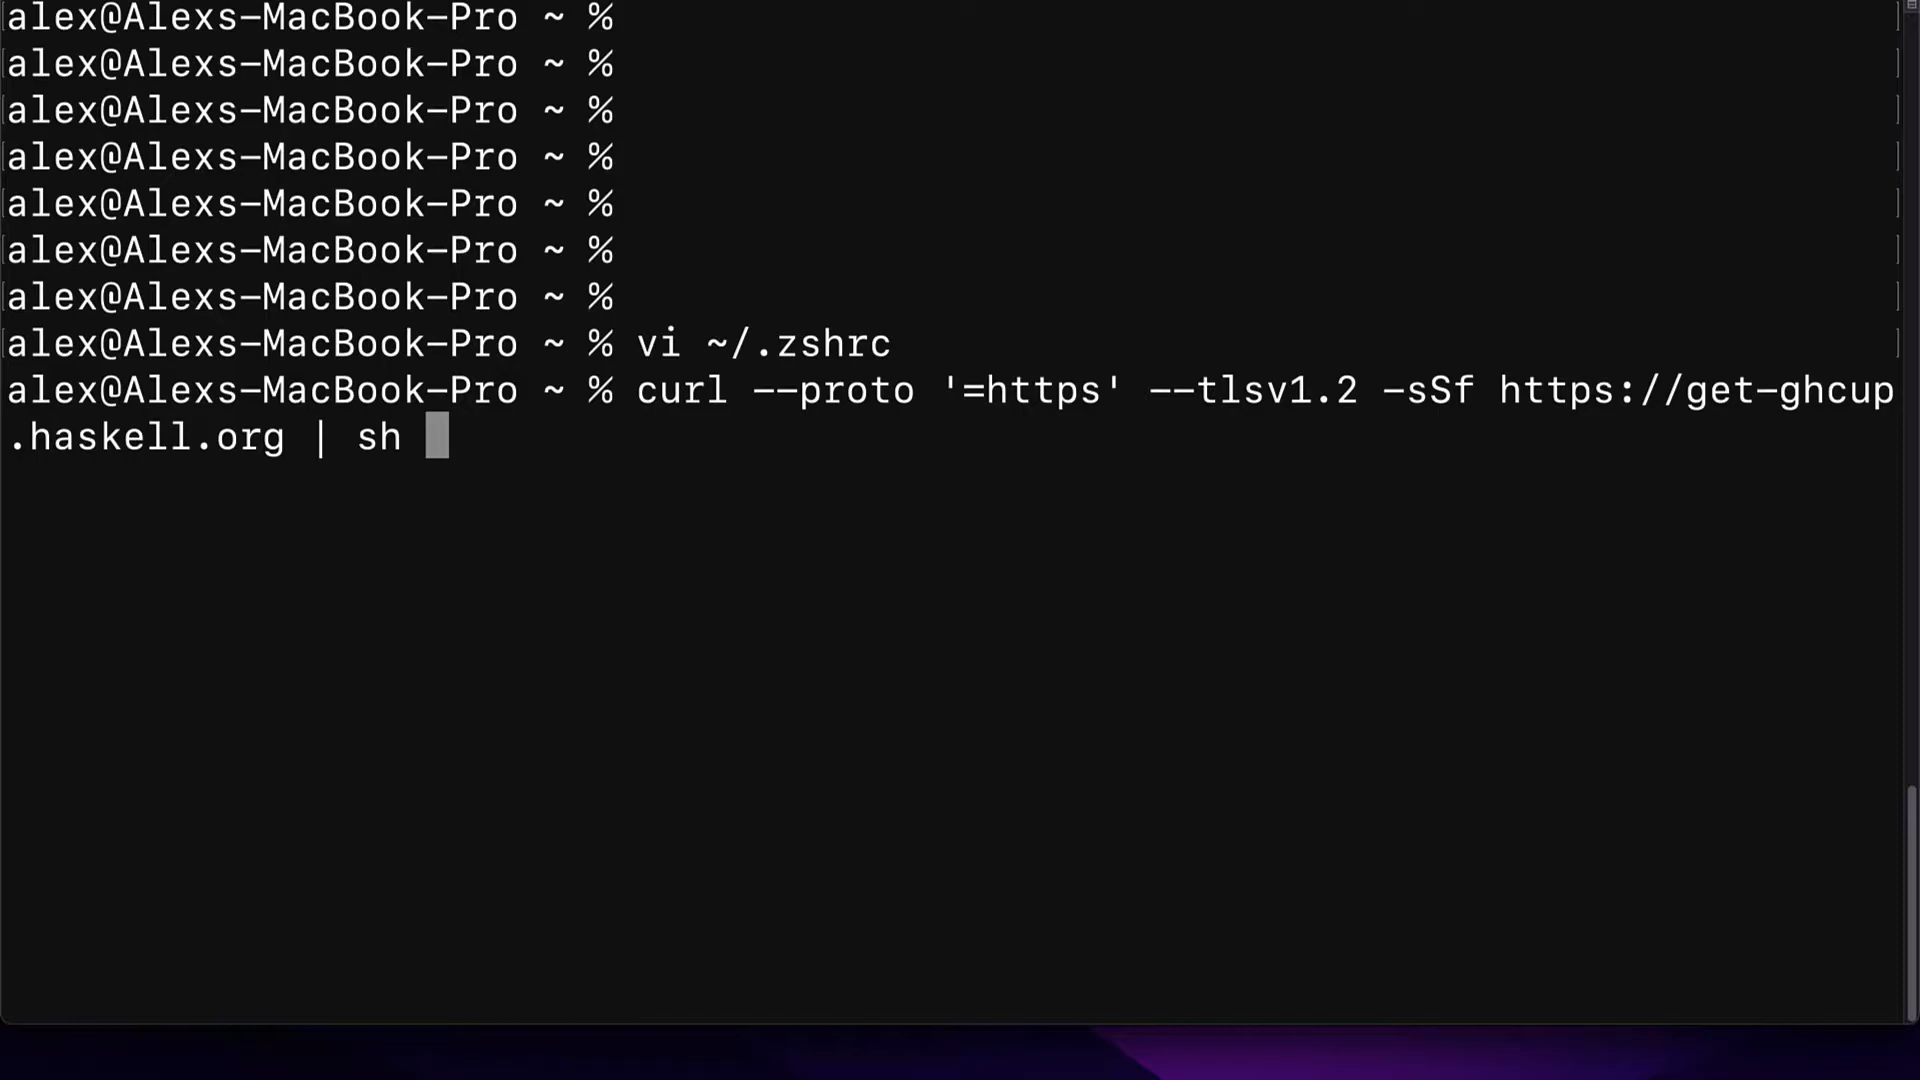 alex@Alexs-MacBook-Pro ~ %
alex@Alexs-MacBook-Pro ~ %
alex@Alexs-MacBook-Pro ~ %
alex@Alexs-MacBook-Pro ~ %
alex@Alexs-MacBook-Pro ~ %
alex@Alexs-MacBook-Pro ~ %
alex@Alexs-MacBook-Pro ~ %
alex@Alexs-MacBook-Pro ~ % vi ~/.zshrc
alex@Alexs-MacBook-Pro ~ % curl --proto '=https' --tlsv1.2 -sSf https://get-ghcup
.haskell.org | sh